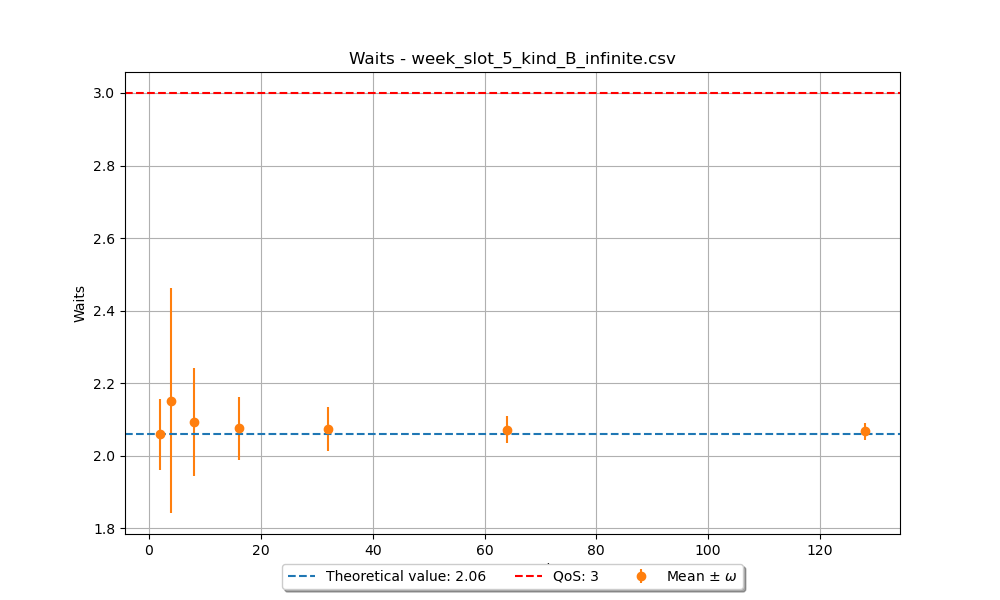 Waits - week_slot_5_kind_B_infinite.csv
3.0
2.8
2.6
2.4
2.2
2.0
1.8
Waits
0 20 40 60 80 100 120
Theoretical value: 2.06 QoS: 3 Mean ± ω